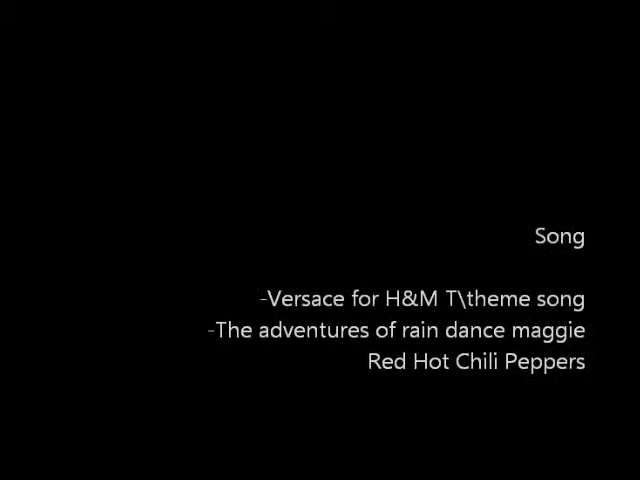 Song
-Versace for H&M T\theme song
-The adventures of rain dance maggie
Red Hot Chili Peppers